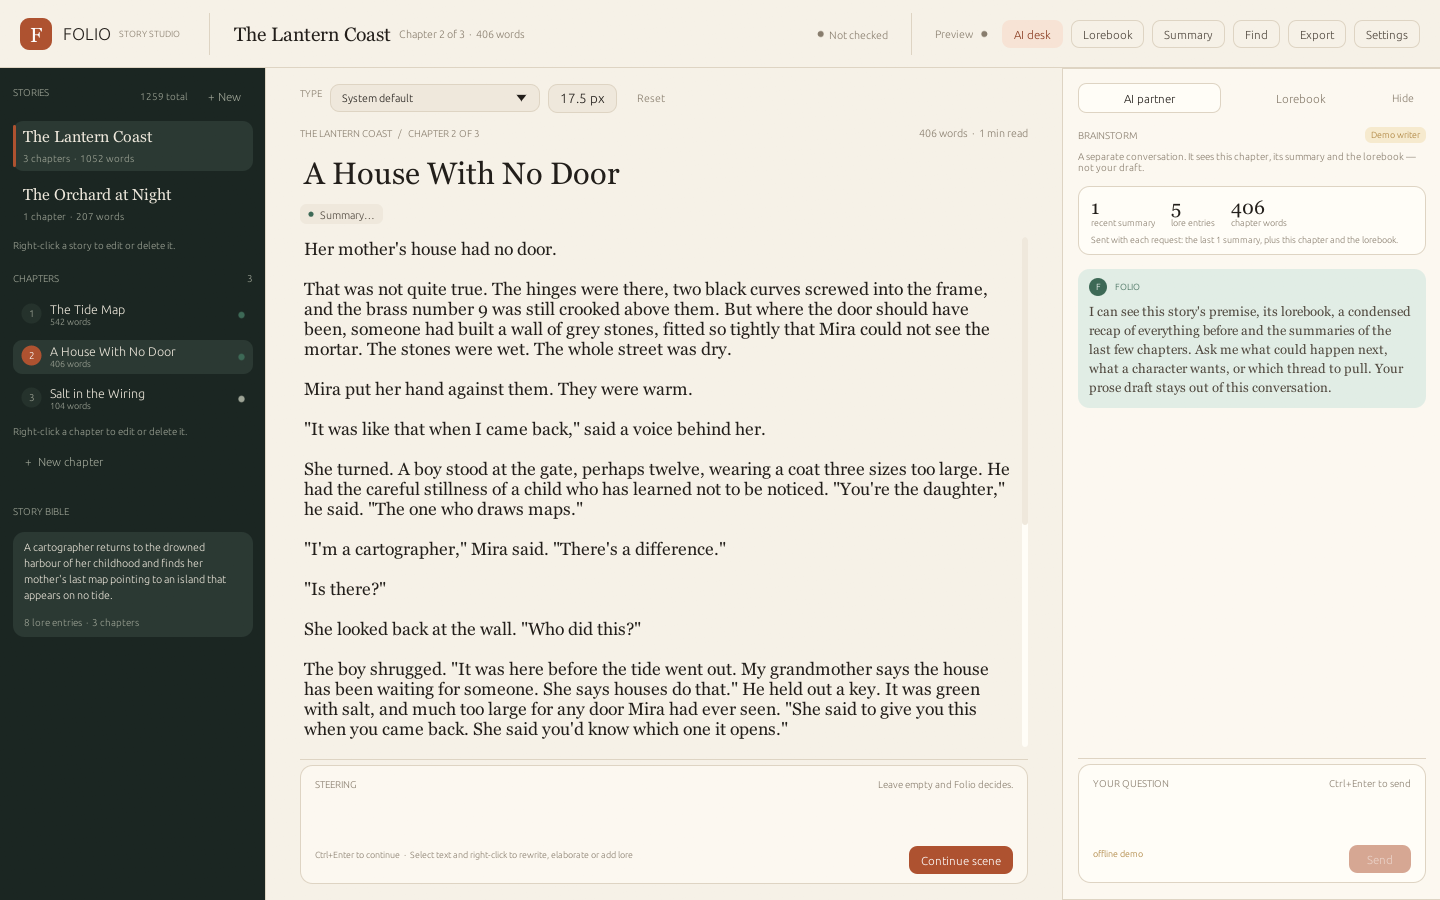 F FOLIO STORY STUDIO
The Lantern Coast Chapter 2 of 3 · 406 words
Not checked
Preview
AI desk
Lorebook
Summary
Find
Export
Settings
STORIES
1259 total
+ New
The Lantern Coast
3 chapters · 1052 words
The Orchard at Night
1 chapter · 207 words
Right-click a story to edit or delete it.
CHAPTERS 3
1 The Tide Map
542 words
2 A House With No Door
406 words
3 Salt in the Wiring
104 words
Right-click a chapter to edit or delete it.
+ New chapter
STORY BIBLE
A cartographer returns to the drowned
harbour of her childhood and finds her
mother's last map pointing to an island that
appears on no tide.
8 lore entries · 3 chapters
TYPE
System default
17.5 px
Reset
THE LANTERN COAST / CHAPTER 2 OF 3
406 words · 1 min read
A House With No Door
Summary...
Her mother's house had no door.
That was not quite true. The hinges were there, two black curves screwed into the frame,
and the brass number 9 was still crooked above them. But where the door should have
been, someone had built a wall of grey stones, fitted so tightly that Mira could not see the
mortar. The stones were wet. The whole street was dry.
Mira put her hand against them. They were warm.
"It was like that when I came back," said a voice behind her.
She turned. A boy stood at the gate, perhaps twelve, wearing a coat three sizes too large. He
had the careful stillness of a child who has learned not to be noticed. "You're the daughter,"
he said. "The one who draws maps."
"I'm a cartographer," Mira said. "There's a difference."
"Is there?"
She looked back at the wall. "Who did this?"
The boy shrugged. "It was here before the tide went out. My grandmother says the house
has been waiting for someone. She says houses do that." He held out a key. It was green
with salt, and much too large for any door Mira had ever seen. "She said to give you this
when you came back. She said you'd know which one it opens."
STEERING
Leave empty and Folio decides.
Ctrl+Enter to continue · Select text and right-click to rewrite, elaborate or add lore
Continue scene
AI partner
Lorebook
Hide
BRAINSTORM
Demo writer
A separate conversation. It sees this chapter, its summary and the lorebook —
not your draft.
1 5 406
recent summary lore entries chapter words
Sent with each request: the last 1 summary, plus this chapter and the lorebook.
F FOLIO
I can see this story's premise, its lorebook, a condensed
recap of everything before and the summaries of the
last few chapters. Ask me what could happen next,
what a character wants, or which thread to pull. Your
prose draft stays out of this conversation.
YOUR QUESTION
Ctrl+Enter to send
offline demo
Send